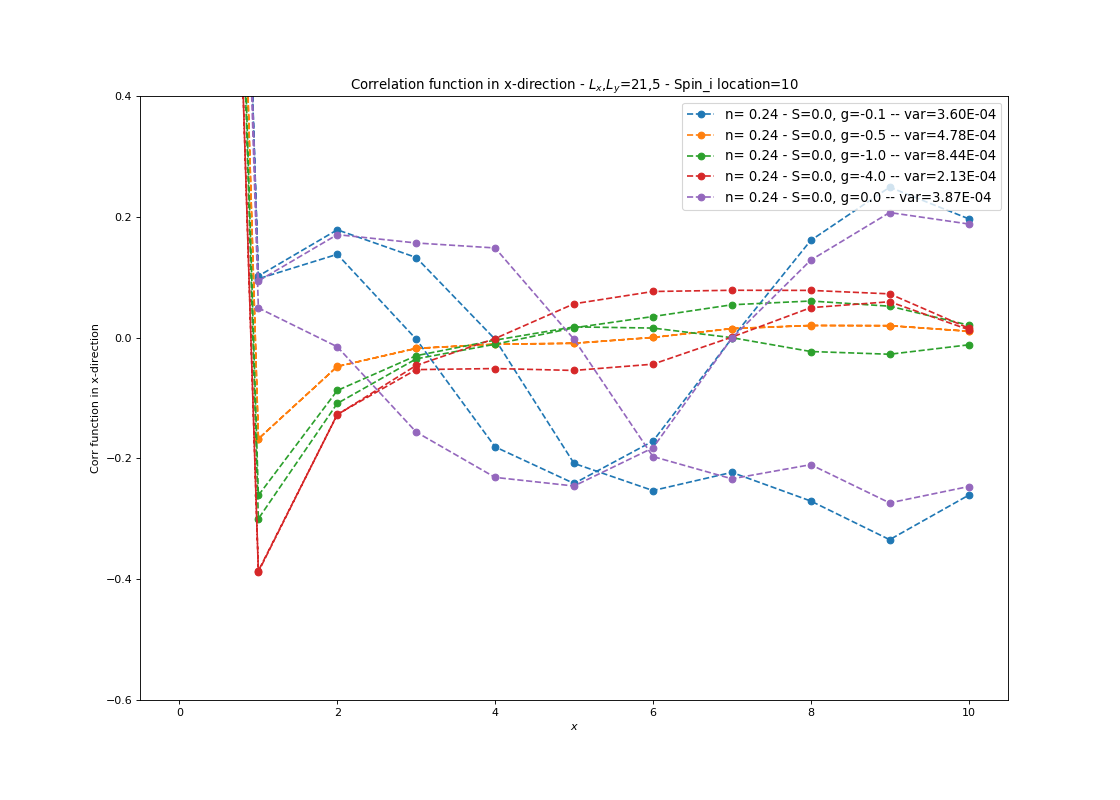 Correlation function in x-direction - $L_x$,$L_y$=21,5 - Spin_i location=10
n= 0.24 - S=0.0, g=-0.1 -- var=3.60E-04
n= 0.24 - S=0.0, g=-0.5 -- var=4.78E-04
n= 0.24 - S=0.0, g=-1.0 -- var=8.44E-04
n= 0.24 - S=0.0, g=-4.0 -- var=2.13E-04
n= 0.24 - S=0.0, g=0.0 -- var=3.87E-04
Corr function in x-direction
0.4
0.2
0.0
−0.2
−0.4
−0.6
0 2 4 6 8 10
x